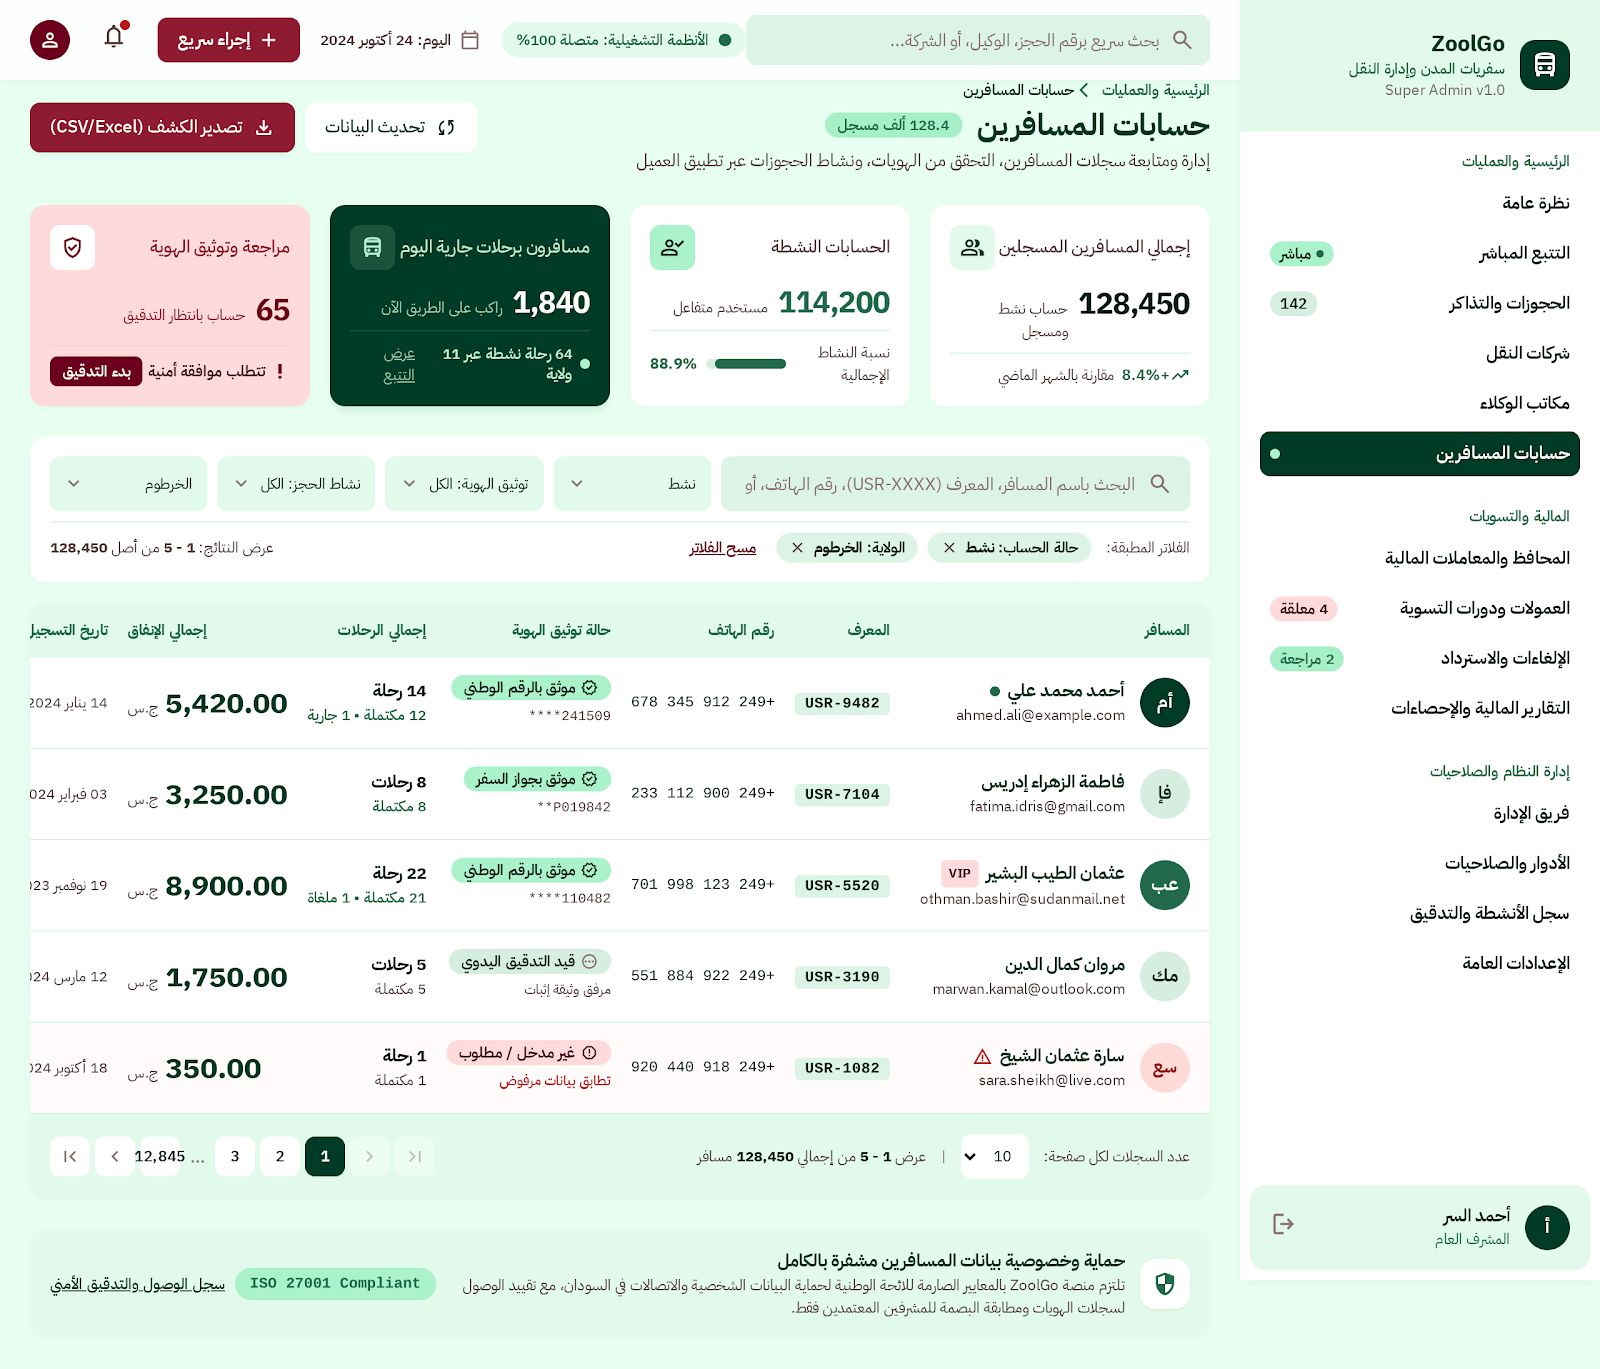 ZoolGo
سفريات المدن وإدارة النقل
Super Admin v1.0
الرئيسية والعمليات
نظرة عامة
التتبع المباشر
مباشر
الحجوزات والتذاكر
142
شركات النقل
مكاتب الوكلاء
حسابات المسافرين
المالية والتسويات
المحافظ والمعاملات المالية
العمولات ودورات التسوية
4 معلقة
الإلغاءات والاسترداد
2 مراجعة
التقارير المالية والإحصاءات
إدارة النظام والصلاحيات
فريق الإدارة
الأدوار والصلاحيات
سجل الأنشطة والتدقيق
الإعدادات العامة
أ
أحمد السر
المشرف العام
بحث سريع برقم الحجز، الوكيل، أو الشركة...
الأنظمة التشغيلية: متصلة 100%
اليوم: 24 أكتوبر 2024
إجراء سريع
الرئيسية والعمليات
حسابات المسافرين
حسابات المسافرين
128.4 ألف مسجل
إدارة ومتابعة سجلات المسافرين، التحقق من الهويات، ونشاط الحجوزات عبر تطبيق العميل
تحديث البيانات
تصدير الكشف (CSV/Excel)
إجمالي المسافرين المسجلين
128,450
حساب نشط
ومسجل
+8.4% مقارنة بالشهر الماضي
الحسابات النشطة
114,200
مستخدم متفاعل
نسبة النشاط
الإجمالية
88.9%
مسافرون برحلات جارية اليوم
1,840
راكب على الطريق الآن
64 رحلة نشطة عبر 11
ولاية
عرض
التتبع
مراجعة وتوثيق الهوية
65
حساب بانتظار التدقيق
تتطلب موافقة أمنية
بدء التدقيق
البحث باسم المسافر، المعرف (USR-XXXX)، رقم الهاتف، أو
نشط
توثيق الهوية: الكل
نشاط الحجز: الكل
الخرطوم
الفلاتر المطبقة:
حالة الحساب: نشط
الولاية: الخرطوم
مسح الفلاتر
عرض النتائج: 1 - 5 من أصل 128,450
المسافر
المعرف
رقم الهاتف
حالة توثيق الهوية
إجمالي الرحلات
إجمالي الإنفاق
تاريخ التسجيل
أم
أحمد محمد علي
ahmed.ali@example.com
USR-9482
+249 912 345 678
موثق بالرقم الوطني
****241509
14 رحلة
12 مكتملة • 1 جارية
5,420.00 ج.س
14 يناير 2024
فإ
فاطمة الزهراء إدريس
fatima.idris@gmail.com
USR-7104
+249 900 112 233
موثق بجواز السفر
**P019842
8 رحلات
8 مكتملة
3,250.00 ج.س
03 فبراير 024
عب
عثمان الطيب البشير
VIP
othman.bashir@sudanmail.net
USR-5520
+249 123 998 701
موثق بالرقم الوطني
****110482
22 رحلة
21 مكتملة • 1 ملغاة
8,900.00 ج.س
19 نوفمبر 023
مك
مروان كمال الدين
marwan.kamal@outlook.com
USR-3190
+249 922 884 551
قيد التدقيق اليدوي
مرفق وثيقة إثبات
5 رحلات
5 مكتملة
1,750.00 ج.س
12 مارس 024
سع
سارة عثمان الشيخ
sara.sheikh@live.com
USR-1082
+249 918 440 920
غير مدخل / مطلوب
تطابق بيانات مرفوض
1 رحلة
1 مكتملة
350.00 ج.س
18 أكتوبر 024
عدد السجلات لكل صفحة:
10
|
عرض 1 - 5 من إجمالي 128,450 مسافر
1
2
3
...
12,845
حماية وخصوصية بيانات المسافرين مشفرة بالكامل
تلتزم منصة ZoolGo بالمعايير الصارمة للائحة الوطنية لحماية البيانات الشخصية والاتصالات في السودان، مع تقييد الوصول
لسجلات الهويات ومطابقة البصمة للمشرفين المعتمدين فقط.
ISO 27001 Compliant
سجل الوصول والتدقيق الأمني